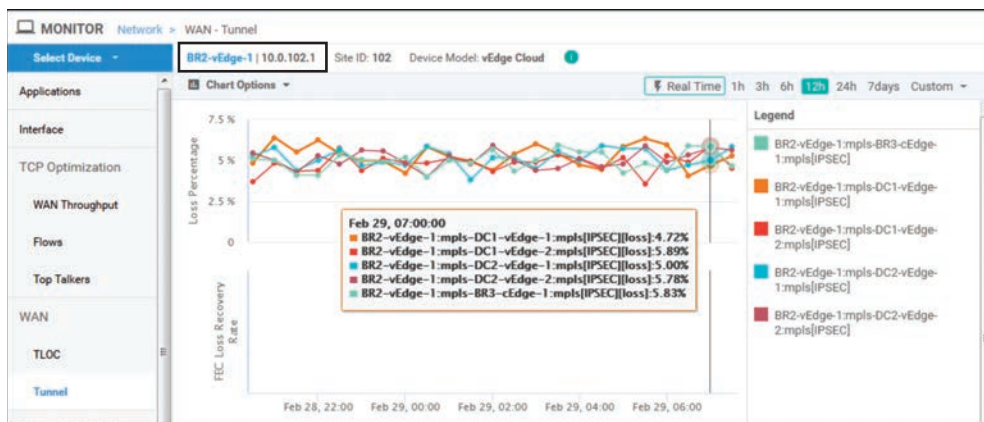 MONITOR Network > WAN - Tunnel
Select Device
BR2-vEdge-1 | 10.0.102.1 Site ID: 102 Device Model: vEdge Cloud
Applications
Interface
TCP Optimization
WAN Throughput
Flows
Top Talkers
WAN
TLOC
Tunnel
Chart Options
Real Time 1h 3h 6h 12h 24h 7days Custom
7.5 %
5 %
2.5 %
0
Loss Percentage
Feb 29, 07:00:00
BR2-vEdge-1:mpls-DC1-vEdge-1:mpls[IPSEC][loss]:4.72%
BR2-vEdge-1:mpls-DC1-vEdge-2:mpls[IPSEC][loss]:5.89%
BR2-vEdge-1:mpls-DC2-vEdge-1:mpls[IPSEC][loss]:5.00%
BR2-vEdge-1:mpls-DC2-vEdge-2:mpls[IPSEC][loss]:5.78%
BR2-vEdge-1:mpls-BR3-cEdge-1:mpls[IPSEC][loss]:5.83%
FEC Loss Recovery
Rate
Feb 28, 22:00 Feb 29, 00:00 Feb 29, 02:00 Feb 29, 04:00 Feb 29, 06:00
Legend
BR2-vEdge-1:mpls-BR3-cEdge-
1:mpls[IPSEC]
BR2-vEdge-1:mpls-DC1-vEdge-
1:mpls[IPSEC]
BR2-vEdge-1:mpls-DC1-vEdge-
2:mpls[IPSEC]
BR2-vEdge-1:mpls-DC2-vEdge-
1:mpls[IPSEC]
BR2-vEdge-1:mpls-DC2-vEdge-
2:mpls[IPSEC]